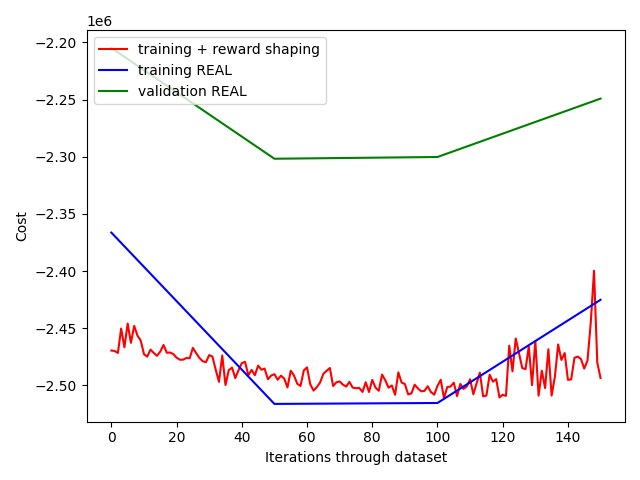 1e6
−2.20
−2.25
−2.30
−2.35
−2.40
−2.45
−2.50
Cost
training + reward shaping
training REAL
validation REAL
0 20 40 60 80 100 120 140
Iterations through dataset